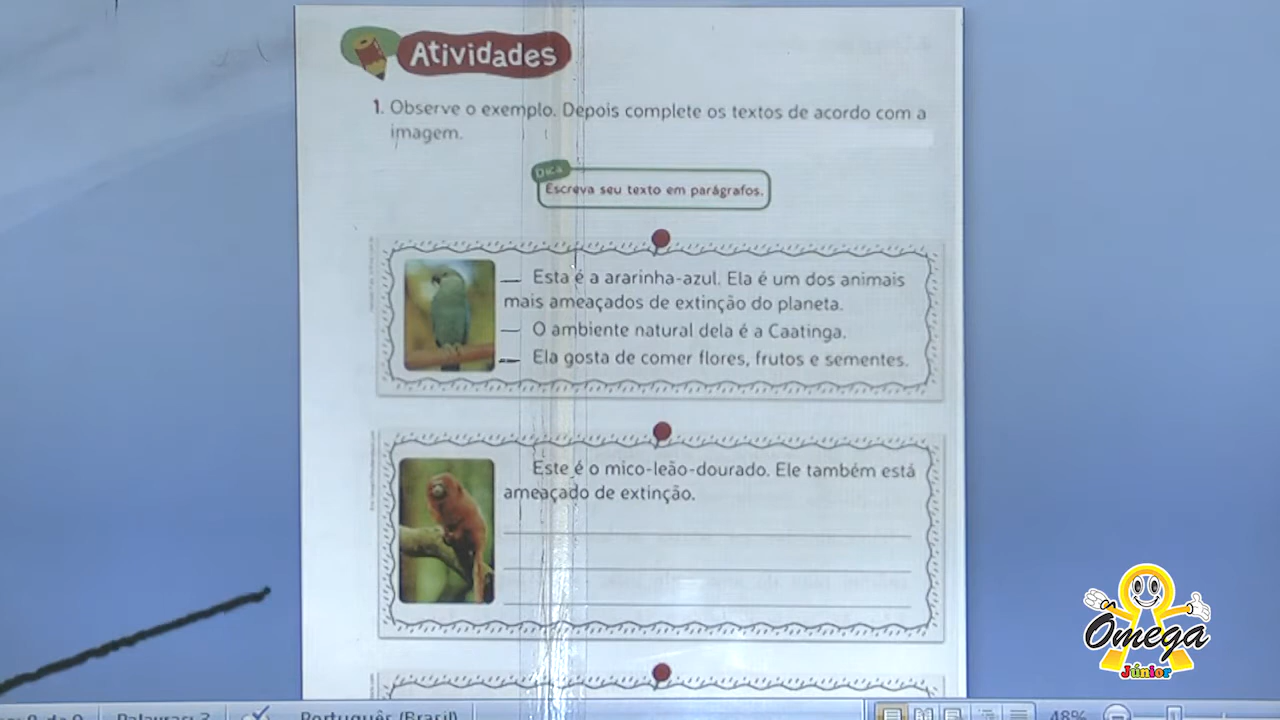 Atividades
1. Observe o exemplo. Depois complete os textos de acordo com a
imagem.
Dica
Escreva seu texto em parágrafos.
Esta é a ararinha-azul. Ela é um dos animais
mais ameaçados de extinção do planeta.
O ambiente natural dela é a Caatinga.
Ela gosta de comer flores, frutos e sementes.
Este é o mico-leão-dourado. Ele também está
ameaçado de extinção.
Ômega
Júnior
Palavras: 3
Português (Brasil)
48%